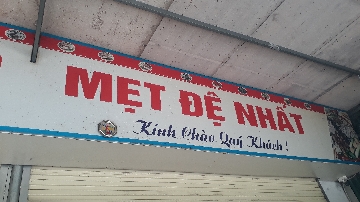 MẸT ĐỆ NHẤT
Kính Chào Quý Khách !